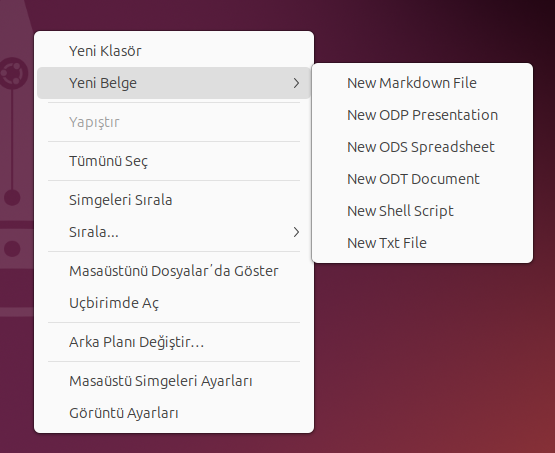 Yeni Klasör
Yeni Belge
Yapıştır
Tümünü Seç
Simgeleri Sırala
Sırala...
Masaüstünü Dosyalar´da Göster
Uçbirimde Aç
Arka Planı Değiştir…
Masaüstü Simgeleri Ayarları
Görüntü Ayarları
New Markdown File
New ODP Presentation
New ODS Spreadsheet
New ODT Document
New Shell Script
New Txt File